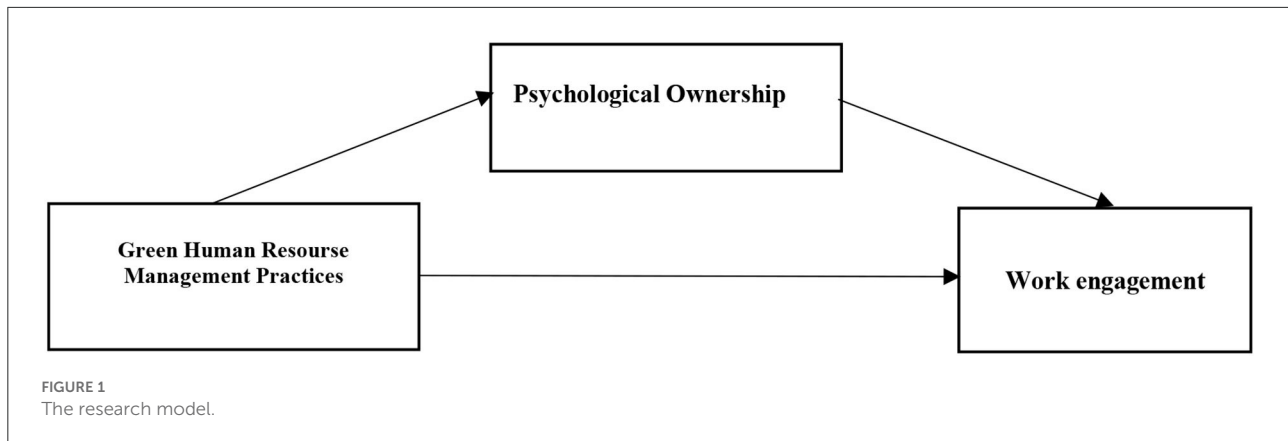 Psychological Ownership
Green Human Resourse
Management Practices
Work engagement
FIGURE 1
The research model.